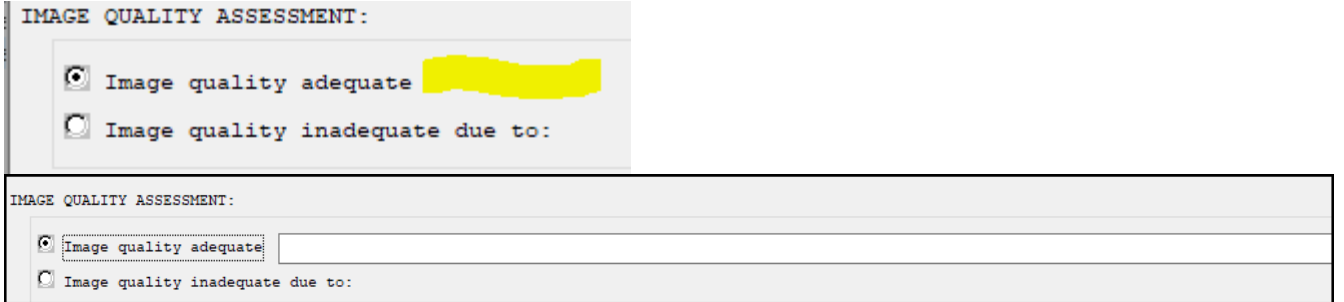 IMAGE QUALITY ASSESSMENT:
Image quality adequate
Image quality inadequate due to:
IMAGE QUALITY ASSESSMENT:
Image quality adequate
Image quality inadequate due to: